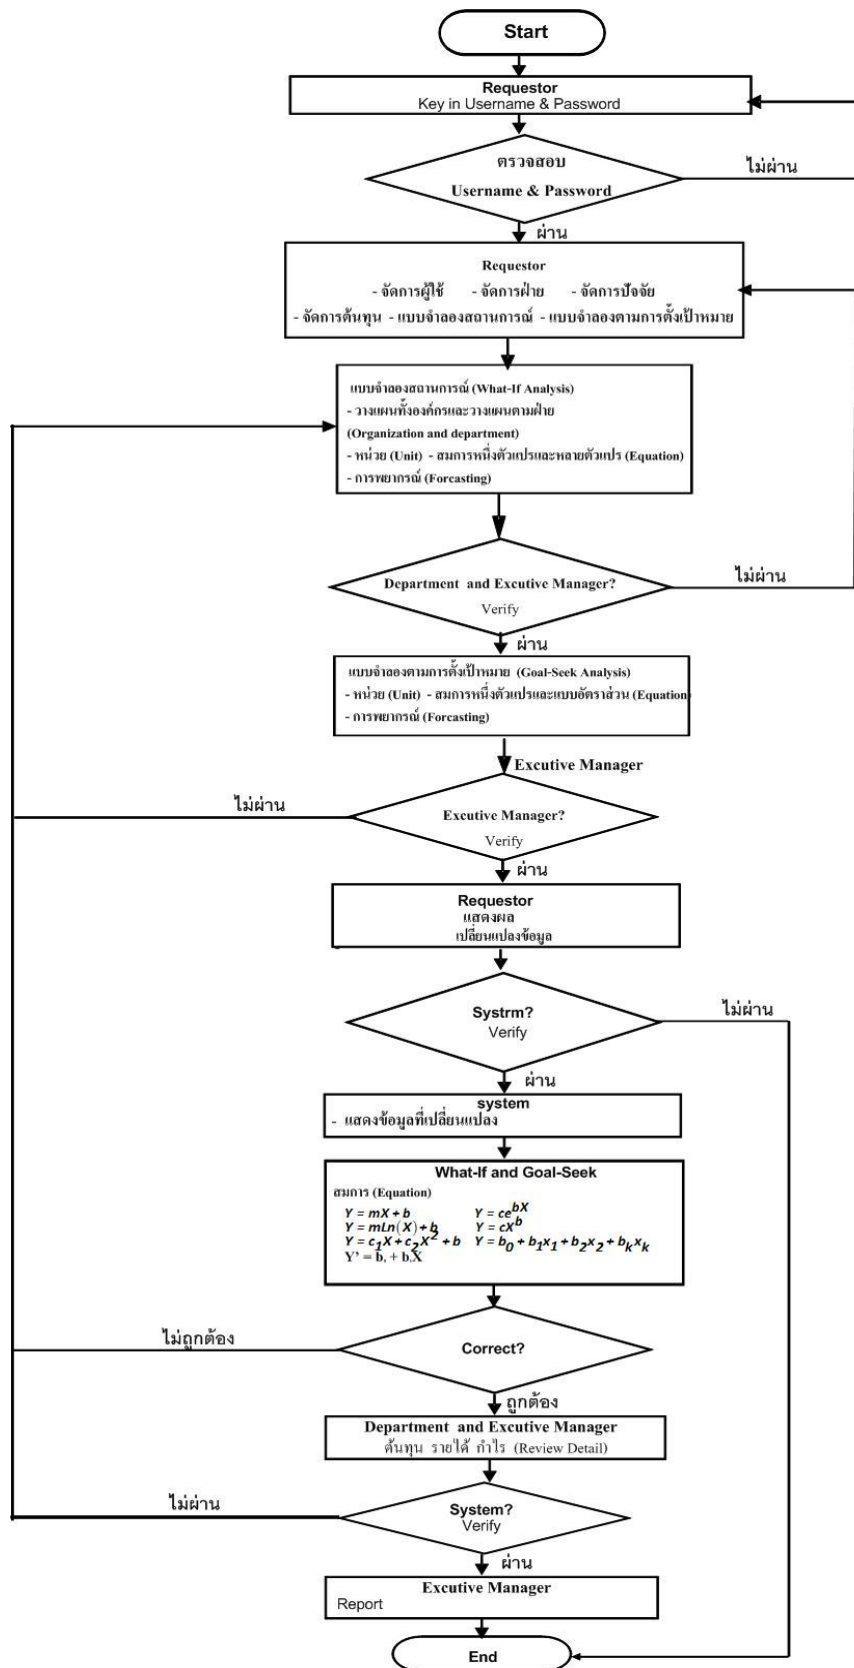 Start
Requestor
Key in Username & Password
ตรวจสอบ
Username & Password
ไม่ผ่าน
ผ่าน
Requestor
- จัดการผู้ใช้ - จัดการฝ่าย - จัดการปัจจัย
- จัดการต้นทุน - แบบจำลองสถานการณ์ - แบบจำลองตามการตั้งเป้าหมาย
แบบจำลองสถานการณ์ (What-If Analysis)
- วางแผนทั้งองค์กรและวางแผนตามฝ่าย
(Organization and department)
- หน่วย (Unit) - สมการหนึ่งตัวแปรและหลายตัวแปร (Equation)
- การพยากรณ์ (Forcasting)
Department and Excutive Manager?
Verify
ไม่ผ่าน
ผ่าน
แบบจำลองตามการตั้งเป้าหมาย (Goal-Seek Analysis)
- หน่วย (Unit) - สมการหนึ่งตัวแปรและแบบอัตราส่วน (Equation)
- การพยากรณ์ (Forcasting)
Excutive Manager
ไม่ผ่าน
Excutive Manager?
Verify
ผ่าน
Requestor
แสดงผล
เปลี่ยนแปลงข้อมูล
Systrm?
Verify
ไม่ผ่าน
ผ่าน
system
- แสดงข้อมูลที่เปลี่ยนแปลง
What-If and Goal-Seek
สมการ (Equation)
Y = mX + b Y = ce^bX
Y = mLn(X) + b Y = cX^b
Y = c₁X + c₂X² + b Y = b₀ + b₁x₁ + b₂x₂ + bₖxₖ
Y' = b, + b,X
ไม่ถูกต้อง
Correct?
ถูกต้อง
Department and Excutive Manager
ต้นทุน รายได้ กำไร (Review Detail)
ไม่ผ่าน
System?
Verify
ผ่าน
Excutive Manager
Report
End